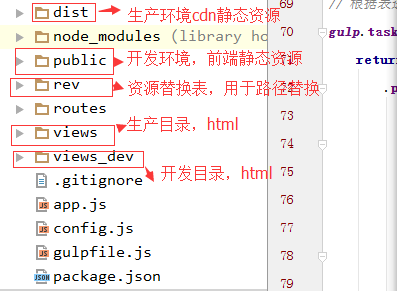 dist
生产环境cdn静态资源
69
// 根据表进
node_modules (library ho
70
gulp.task
public
开发环境，前端静态资源
71
retur
rev
资源替换表，用于路径替换
72
.p
routes
73
views
生产目录，html
74
views_dev
开发目录，html
75
.gitignore
76
app.js
config.js
77
gulpfile.js
78
package.json
79